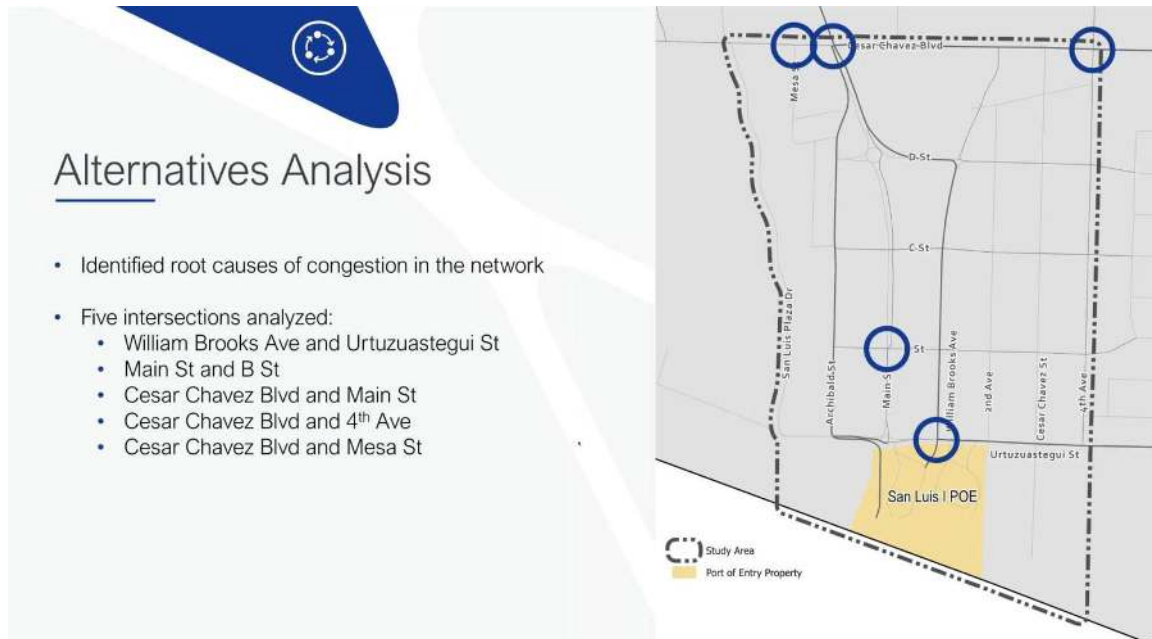 Alternatives Analysis
• Identified root causes of congestion in the network
• Five intersections analyzed:
• William Brooks Ave and Urtuzuastegui St
• Main St and B St
• Cesar Chavez Blvd and Main St
• Cesar Chavez Blvd and 4th Ave
• Cesar Chavez Blvd and Mesa St
Cesar Chavez Blvd
Mesa St
D St
C St
San Luis Plaza Dr
Archibald St
Main S
St
William Brooks Ave
2nd Ave
Cesar Chavez St
4th Ave
Urtuzuastegui St
San Luis I POE
Study Area
Port of Entry Property